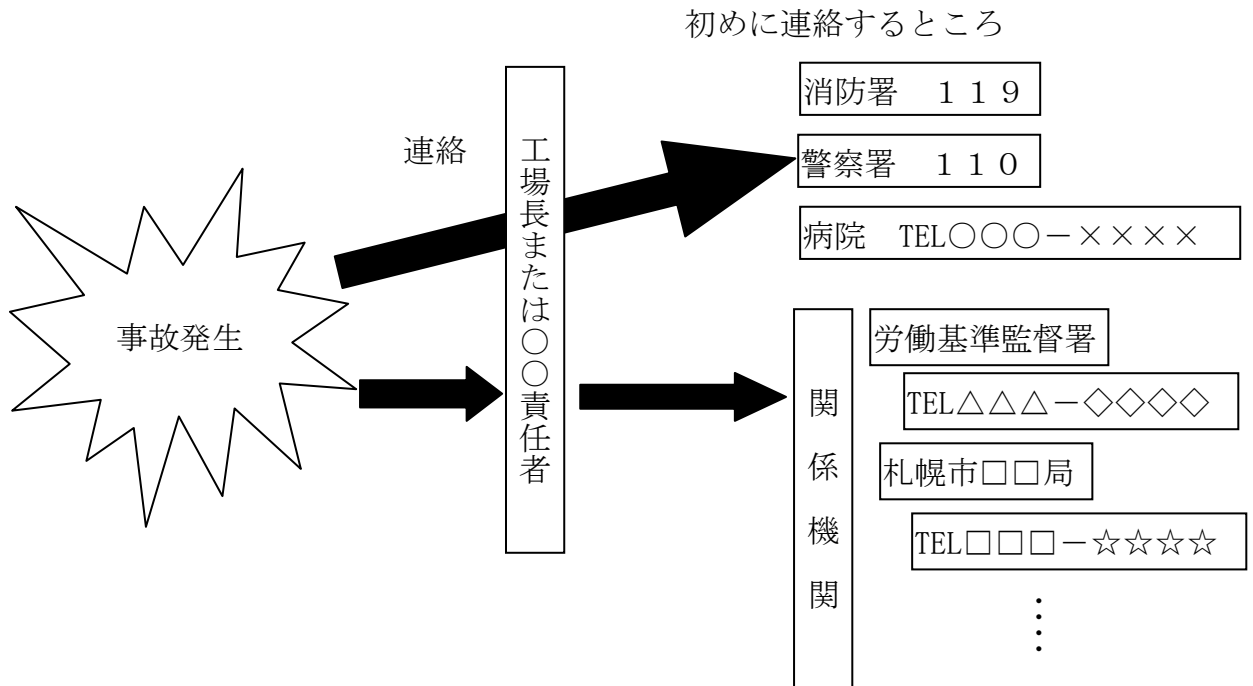 初めに連絡するところ
消防署　１１９
連絡
警察署　１１０
病院　TEL○○○－××××
工場長または○○責任者
事故発生
関係機関
労働基準監督署
TEL△△△－◇◇◇◇
札幌市□□局
TEL□□□－☆☆☆☆